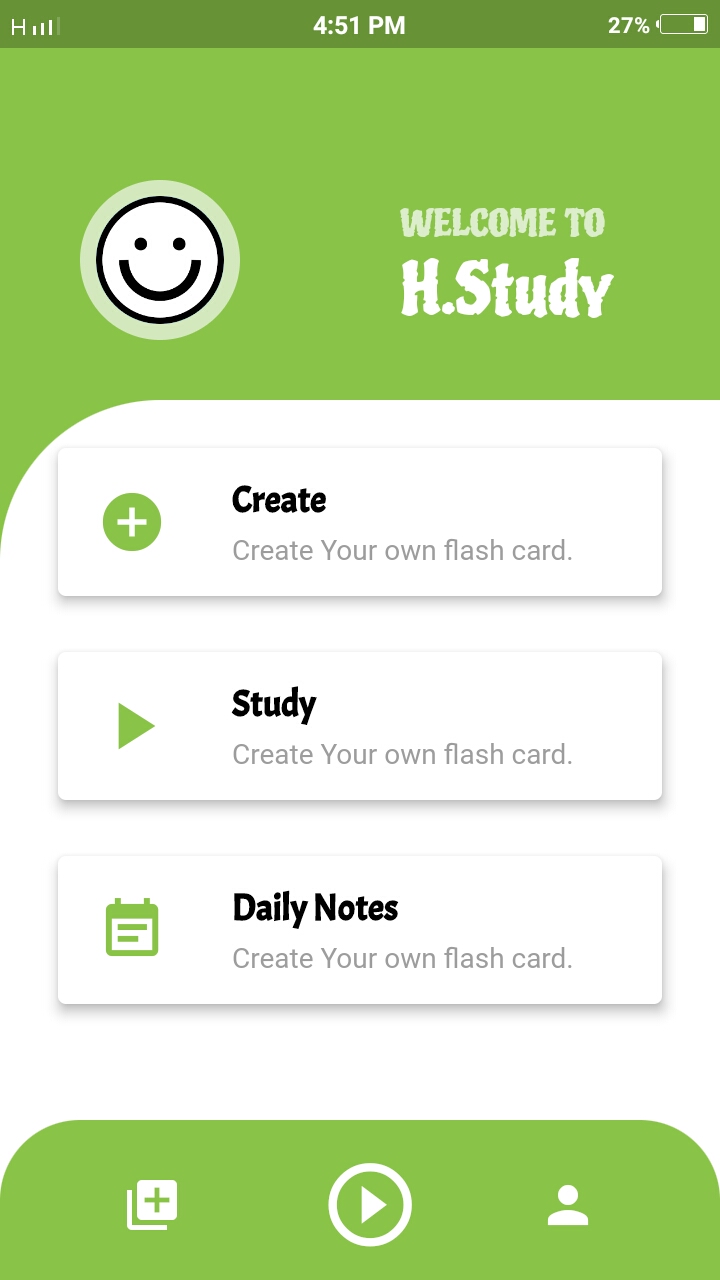 H
4:51 PM
27%
WELCOME TO
H.Study
Create
Create Your own flash card.
Study
Create Your own flash card.
Daily Notes
Create Your own flash card.